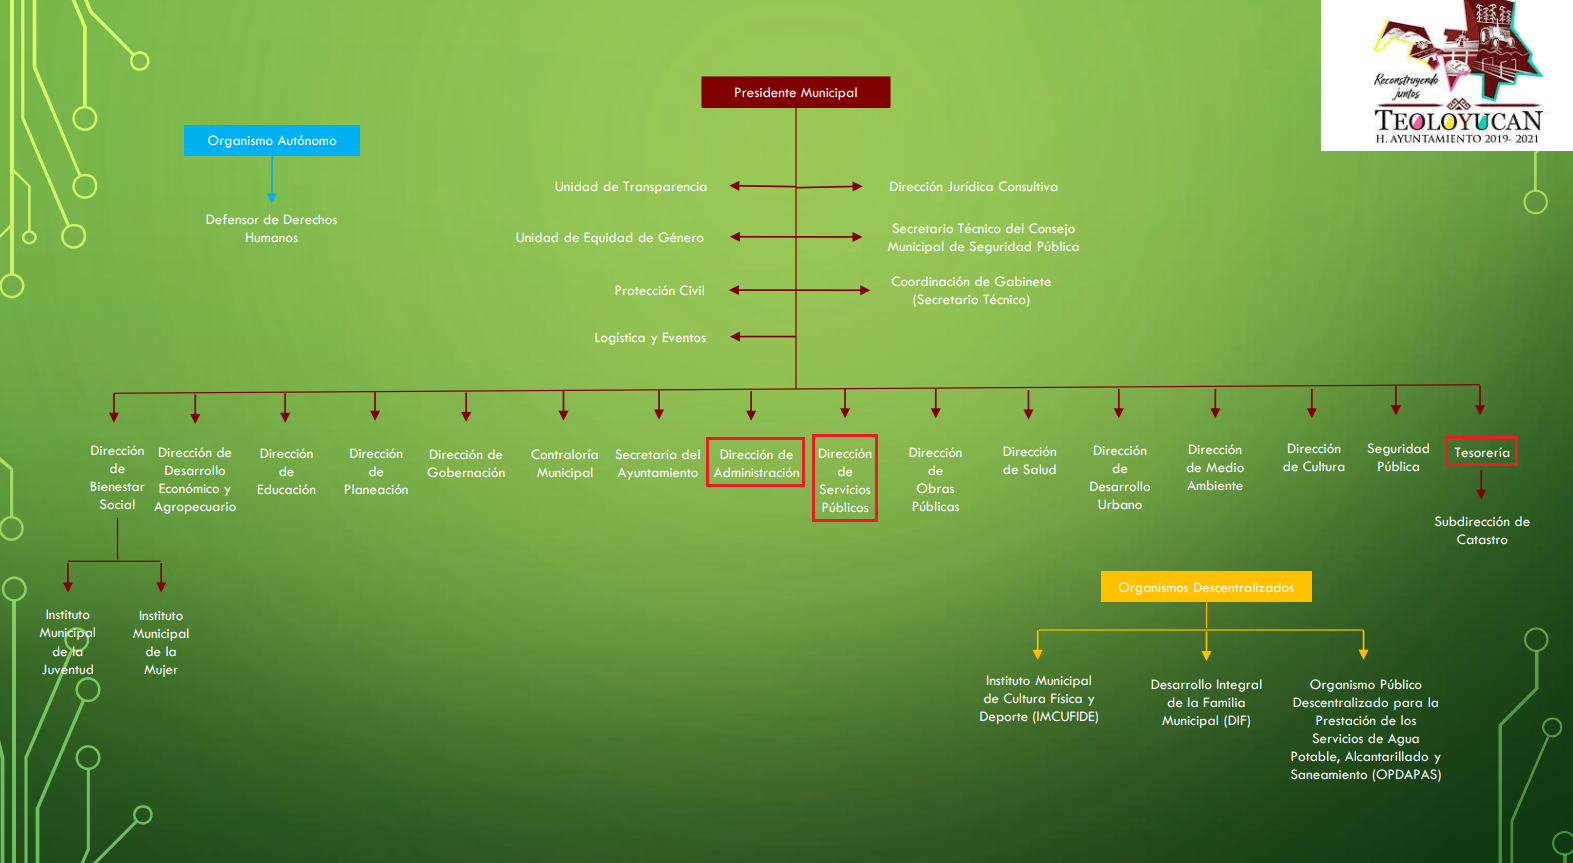 Reconstruyendo
juntos
TEOLOYUCAN
H. AYUNTAMIENTO 2019- 2021
Presidente Municipal
Organismo Autónomo
Defensor de Derechos
Humanos
Unidad de Transparencia
Dirección Jurídica Consultiva
Unidad de Equidad de Género
Secretario Técnico del Consejo
Municipal de Seguridad Pública
Protección Civil
Coordinación de Gabinete
(Secretario Técnico)
Logística y Eventos
Dirección
de
Bienestar
Social
Dirección de
Desarrollo
Económico y
Agropecuario
Dirección
de
Educación
Dirección
de
Planeación
Dirección de
Gobernación
Contraloría
Municipal
Secretaría del
Ayuntamiento
Dirección de
Administración
Dirección
de
Servicios
Públicos
Dirección
de
Obras
Públicas
Dirección
de Salud
Dirección
de
Desarrollo
Urbano
Dirección
de Medio
Ambiente
Dirección
de Cultura
Seguridad
Pública
Tesorería
Subdirección de
Catastro
Instituto
Municipal
de la
Juventud
Instituto
Municipal
de la
Mujer
Organismos Descentralizados
Instituto Municipal
de Cultura Física y
Deporte (IMCUFIDE)
Desarrollo Integral
de la Familia
Municipal (DIF)
Organismo Público
Descentralizado para la
Prestación de los
Servicios de Agua
Potable, Alcantarillado y
Saneamiento (OPDAPAS)